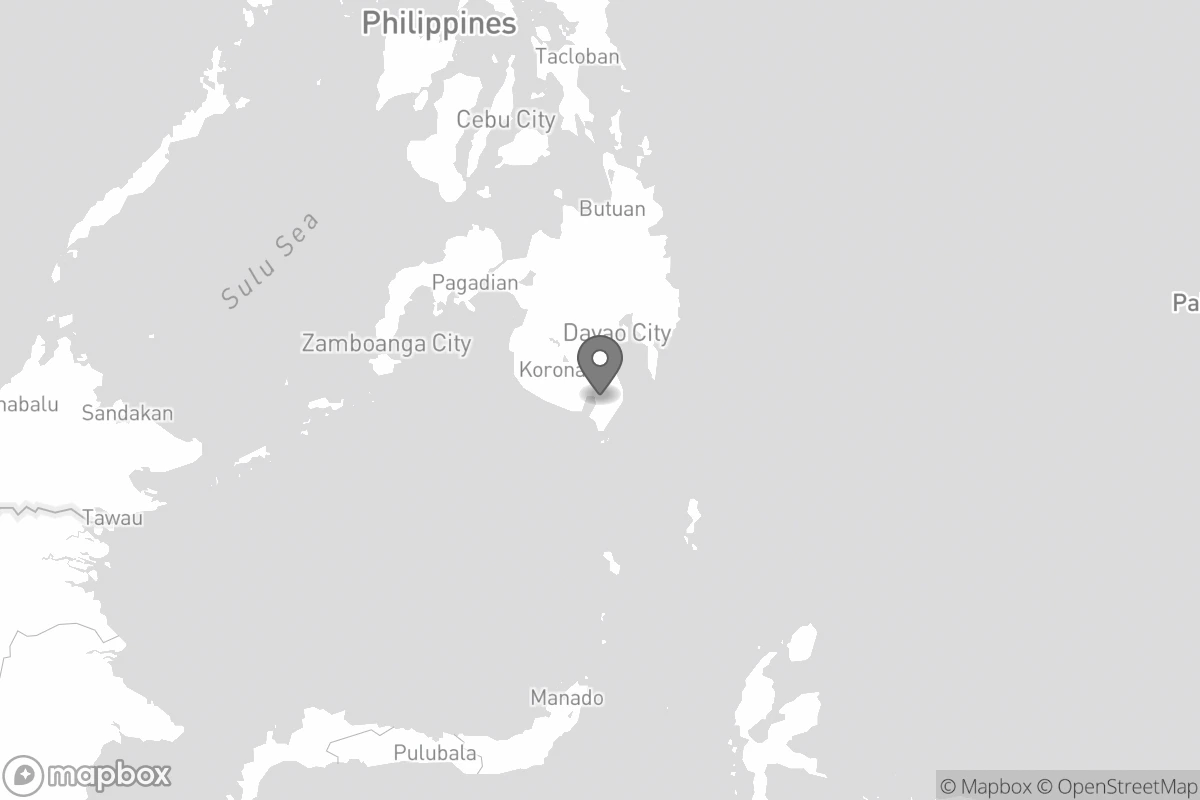 Philippines
Tacloban
Cebu City
Butuan
Sulu Sea
Pagadian
Pa
Davao City
Zamboanga City
Korona
nabalu
Sandakan
Tawau
Manado
Pulubala
mapbox
© Mapbox © OpenStreetMap